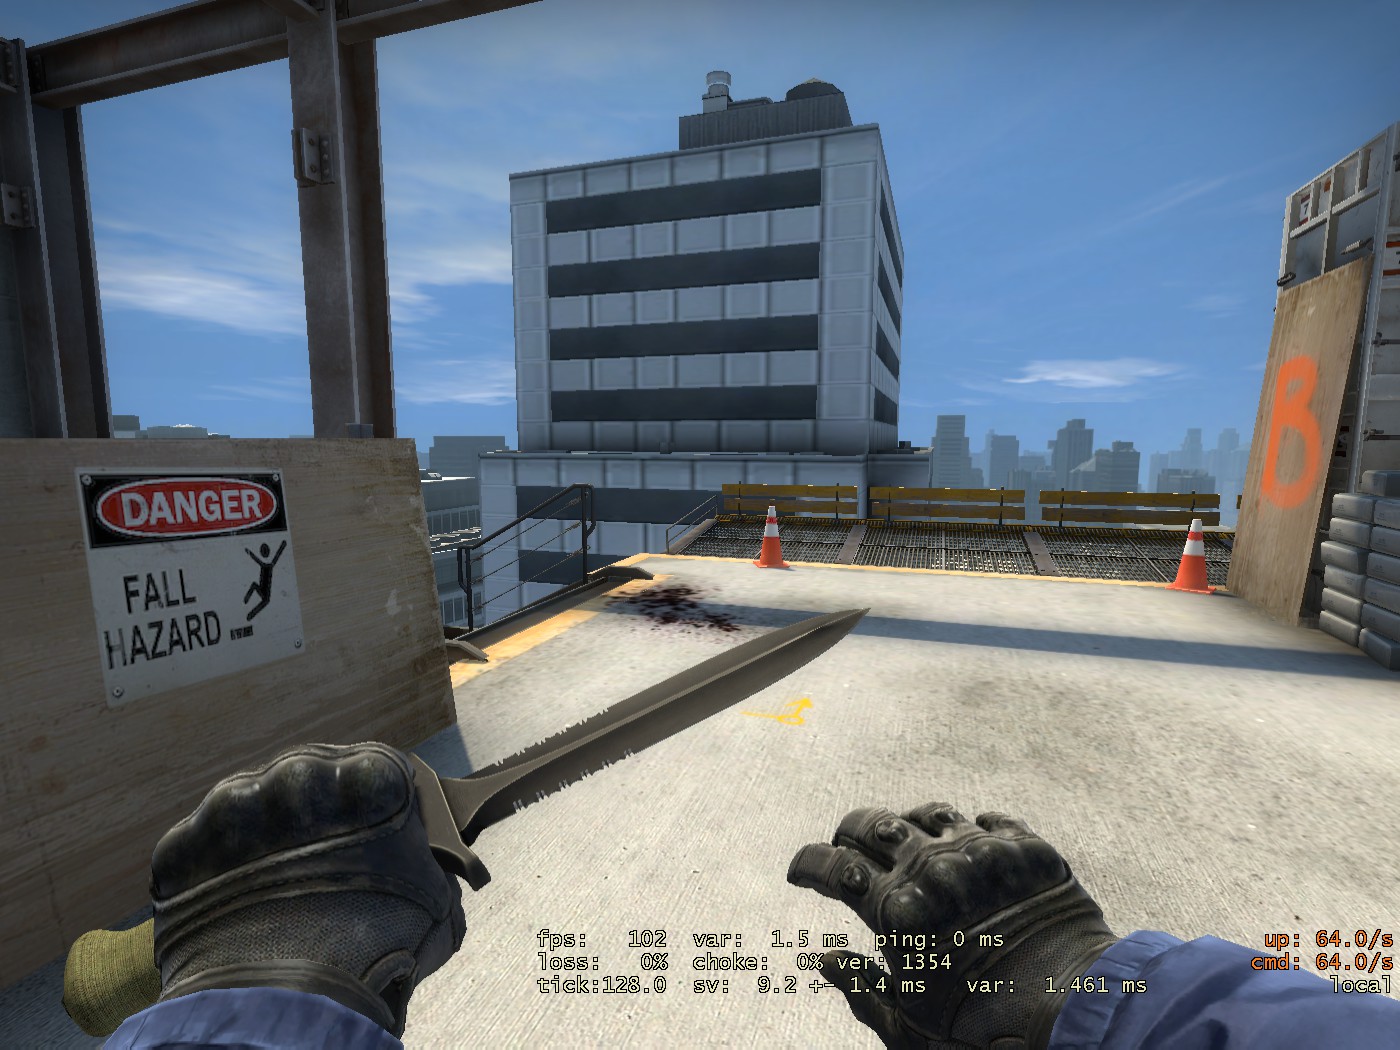 DANGER
FALL
HAZARD
B
fps: 102 var: 1.5 ms ping: 0 ms
loss: 0% choke: 0% ver: 1354
tick:128.0 sv: 9.2 +- 1.4 ms var: 1.461 ms
up: 64.0/s
cmd: 64.0/s
local